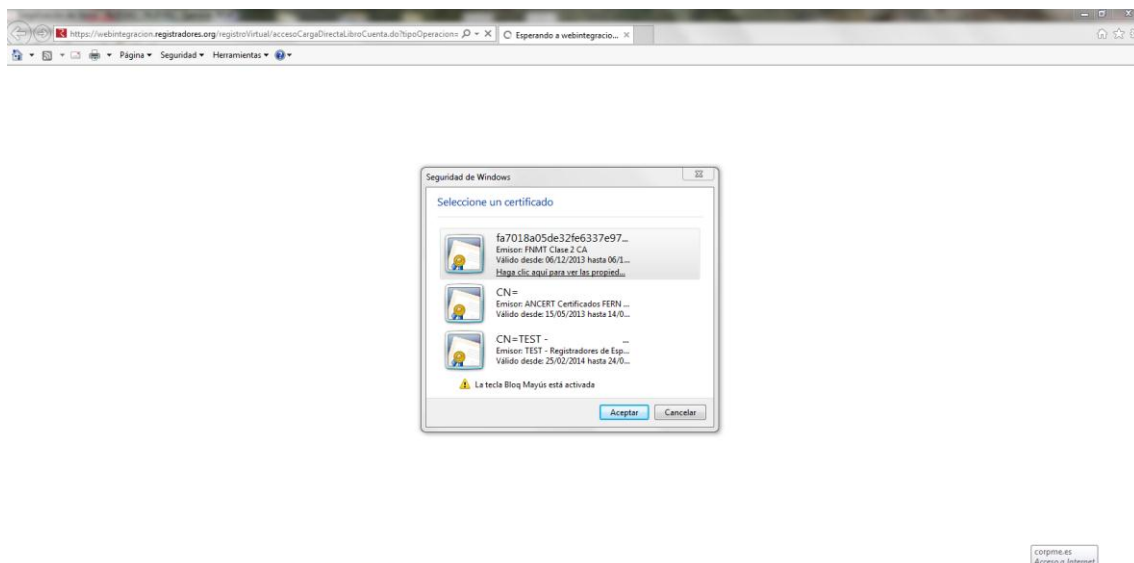 https://webintegracion.registradores.org/registroVirtual/accesoCargaDirectaLibroCuenta.do?tipoOperacion=
Esperando a webintegracio...
Página Seguridad Herramientas
Seguridad de Windows
Seleccione un certificado
fa7018a05de32fe6337e97...
Emisor: FNMT Clase 2 CA
Válido desde: 06/12/2013 hasta 06/1...
Haga clic aquí para ver las propied...
CN=
Emisor: ANCERT Certificados FERN ...
Válido desde: 15/05/2013 hasta 14/0...
CN=TEST - ...
Emisor: TEST - Registradores de Esp...
Válido desde: 25/02/2014 hasta 24/0...
La tecla Bloq Mayús está activada
Aceptar Cancelar
corpme.es
Acceso a Internet